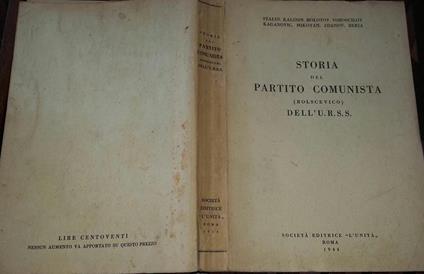 LIRE CENTOVENTI
NESSUN AUMENTO VA APPORTATO SU QUESTO PREZZO
STORIA
DEL
PARTITO
COMUNISTA
DELL'U.R.S.S.
SOCIETÀ
EDITRICE
"L'UNITÀ"
ROMA
STALIN, KALININ, MOLOTOV, VOROSCILOV
KAGANOVIC, MIKOYAN, ZDANOV, BERIA
STORIA
DEL
PARTITO COMUNISTA
(BOLSCEVICO)
DELL'U.R.S.S.
SOCIETÀ EDITRICE "L'UNITÀ"
ROMA
1944